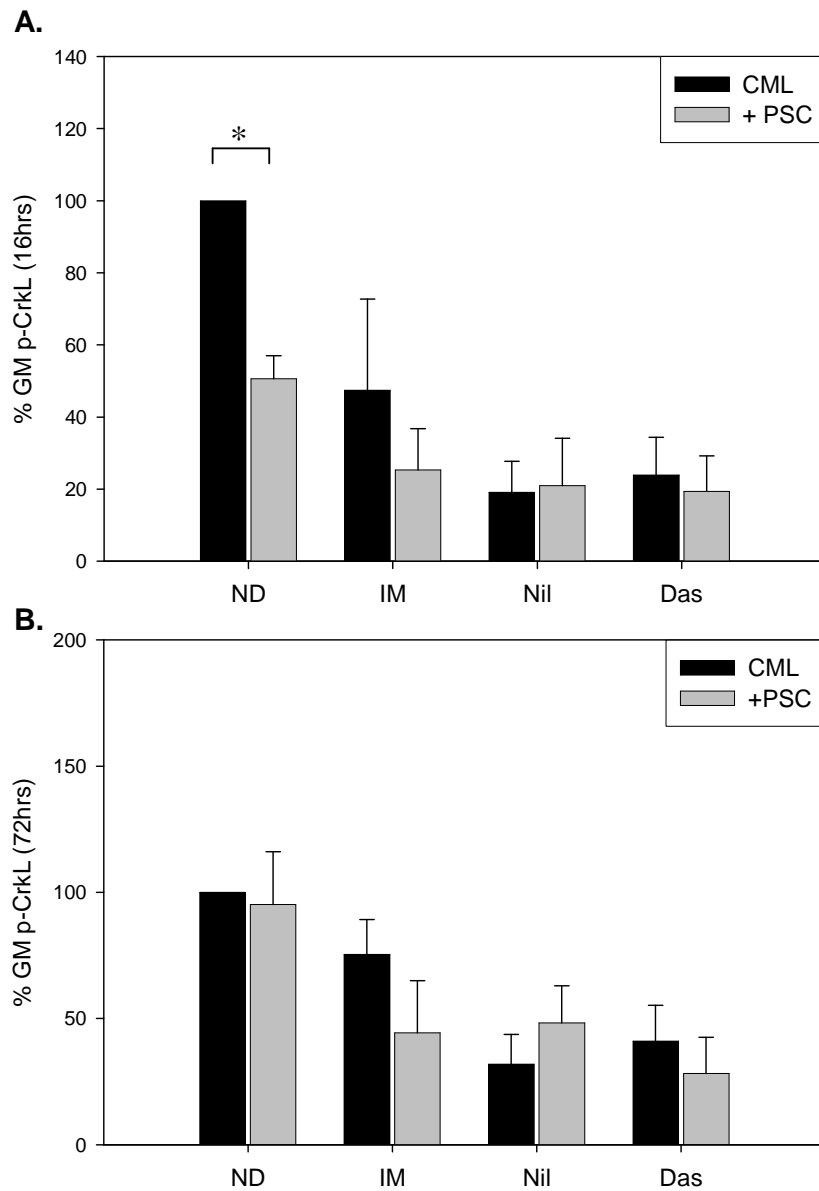 A.
% GM p-CrkL (16hrs)
140
120
100
80
60
40
20
0
*
CML
+ PSC
ND IM Nil Das
B.
% GM p-CrkL (72hrs)
200
150
100
50
0
CML
+PSC
ND IM Nil Das